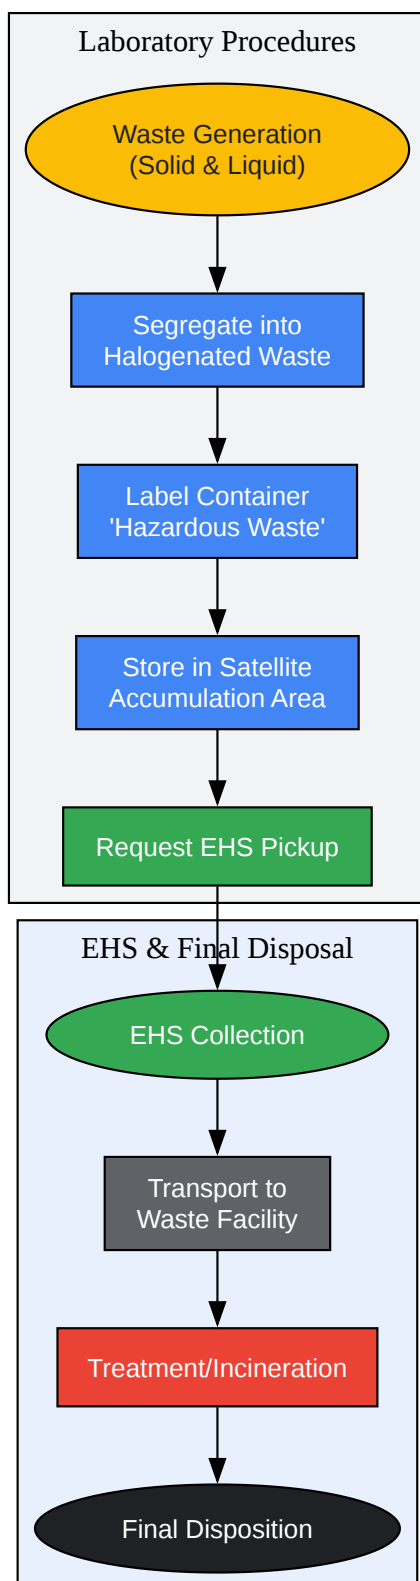 Laboratory Procedures
Waste Generation
(Solid & Liquid)
Segregate into
Halogenated Waste
Label Container
'Hazardous Waste'
Store in Satellite
Accumulation Area
Request EHS Pickup
EHS & Final Disposal
EHS Collection
Transport to
Waste Facility
Treatment/Incineration
Final Disposition